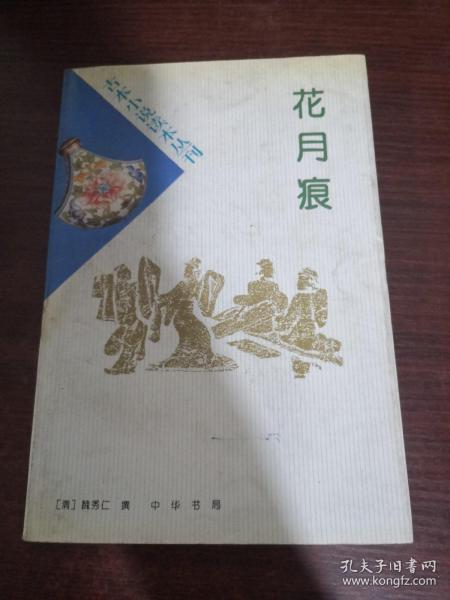 古本小说读本丛刊
花月痕
[清]魏秀仁 撰 中华书局
孔夫子旧书网
www.kongfz.com